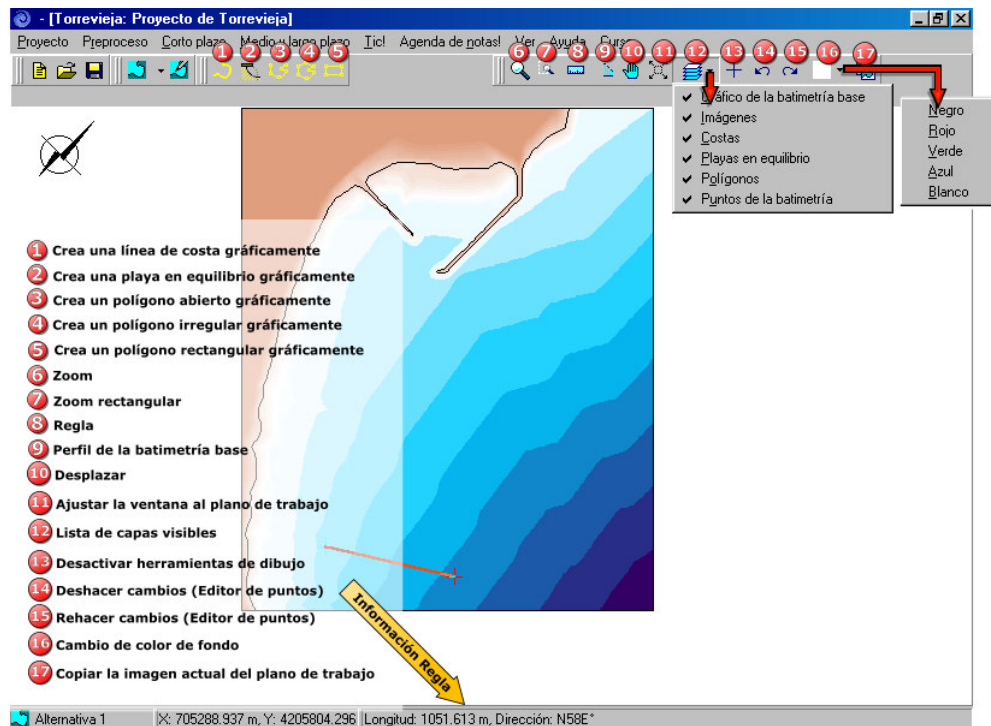 - [Torrevieja: Proyecto de Torrevieja]
Proyecto Preproceso Corto plazo Medio y largo plazo Tic! Agenda de notas! Ver Ayuda
1 2 3 4 5 6 7 8 9 10 11 12 13 14 15 16 17
Gráfico de la batimetría base
Imágenes
Costas
Playas en equilibrio
Polígonos
Puntos de la batimetría
Negro
Rojo
Verde
Azul
Blanco
1 Crea una línea de costa gráficamente
2 Crea una playa en equilibrio gráficamente
3 Crea un polígono abierto gráficamente
4 Crea un polígono irregular gráficamente
5 Crea un polígono rectangular gráficamente
6 Zoom
7 Zoom rectangular
8 Regla
9 Perfil de la batimetría base
10 Desplazar
11 Ajustar la ventana al plano de trabajo
12 Lista de capas visibles
13 Desactivar herramientas de dibujo
14 Deshacer cambios (Editor de puntos)
15 Rehacer cambios (Editor de puntos)
16 Cambio de color de fondo
17 Copiar la imagen actual del plano de trabajo
Información Regla
Alternativa 1 X: 705288.937 m, Y: 4205804.296 Longitud: 1051.613 m, Dirección: N58E°